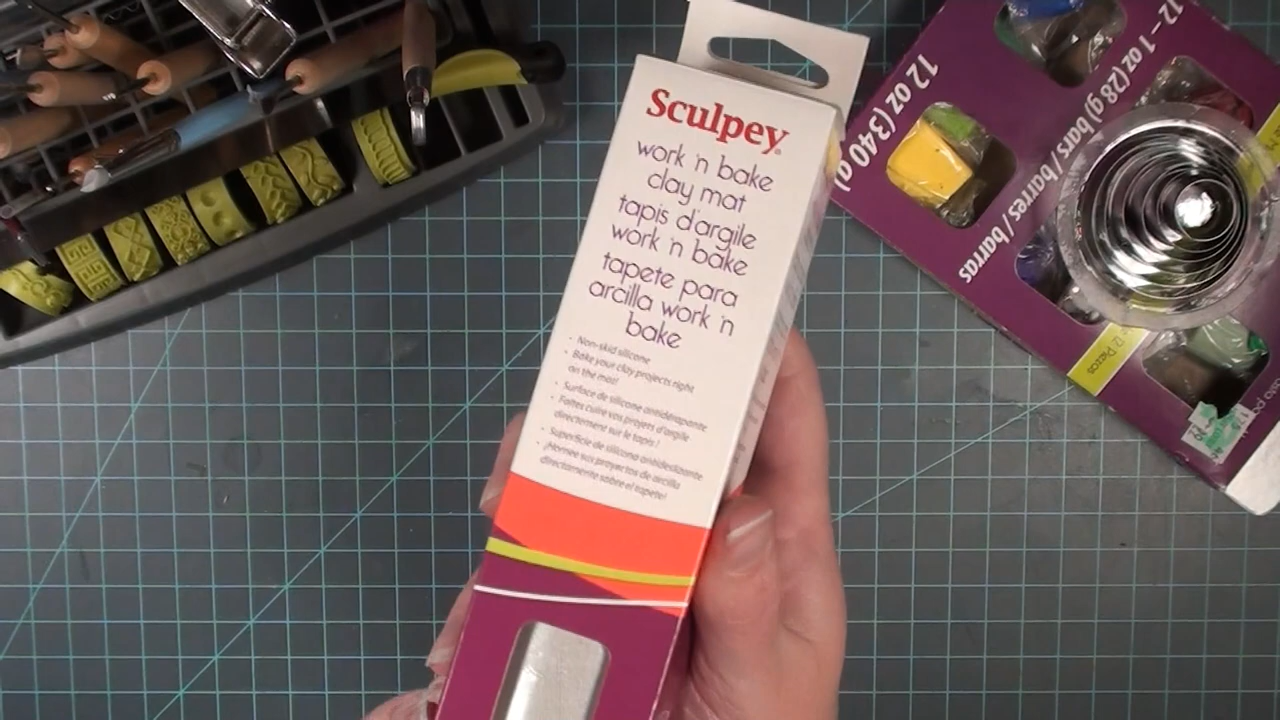 Sculpey
work 'n bake
clay mat
tapis d'argile
work 'n bake
tapete para
arcilla work 'n
bake
• Non-skid silicone
• Bake your clay projects right
on the mat!
• Surface de silicone antidérapante
• Faites cuire vos projets d'argile
directement sur le tapis !
• Superficie de silicona antideslizante
• ¡Hornee sus proyectos de arcilla
directamente sobre el tapete!
12 oz (340 g)
12 – 1 oz (28 g) bars / barres / barras
12 Piezas